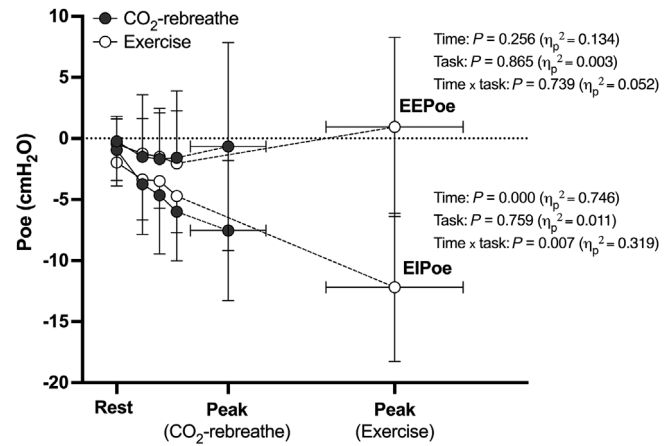 CO₂-rebreathe
Exercise
Time: P = 0.256 (ηₚ² = 0.134)
Task: P = 0.865 (ηₚ² = 0.003)
Time x task: P = 0.739 (ηₚ² = 0.052)
EEPoe
Time: P = 0.000 (ηₚ² = 0.746)
Task: P = 0.759 (ηₚ² = 0.011)
Time x task: P = 0.007 (ηₚ² = 0.319)
EIPoe
Poe (cmH₂O)
10
5
0
-5
-10
-15
-20
Rest
Peak
(CO₂-rebreathe)
Peak
(Exercise)